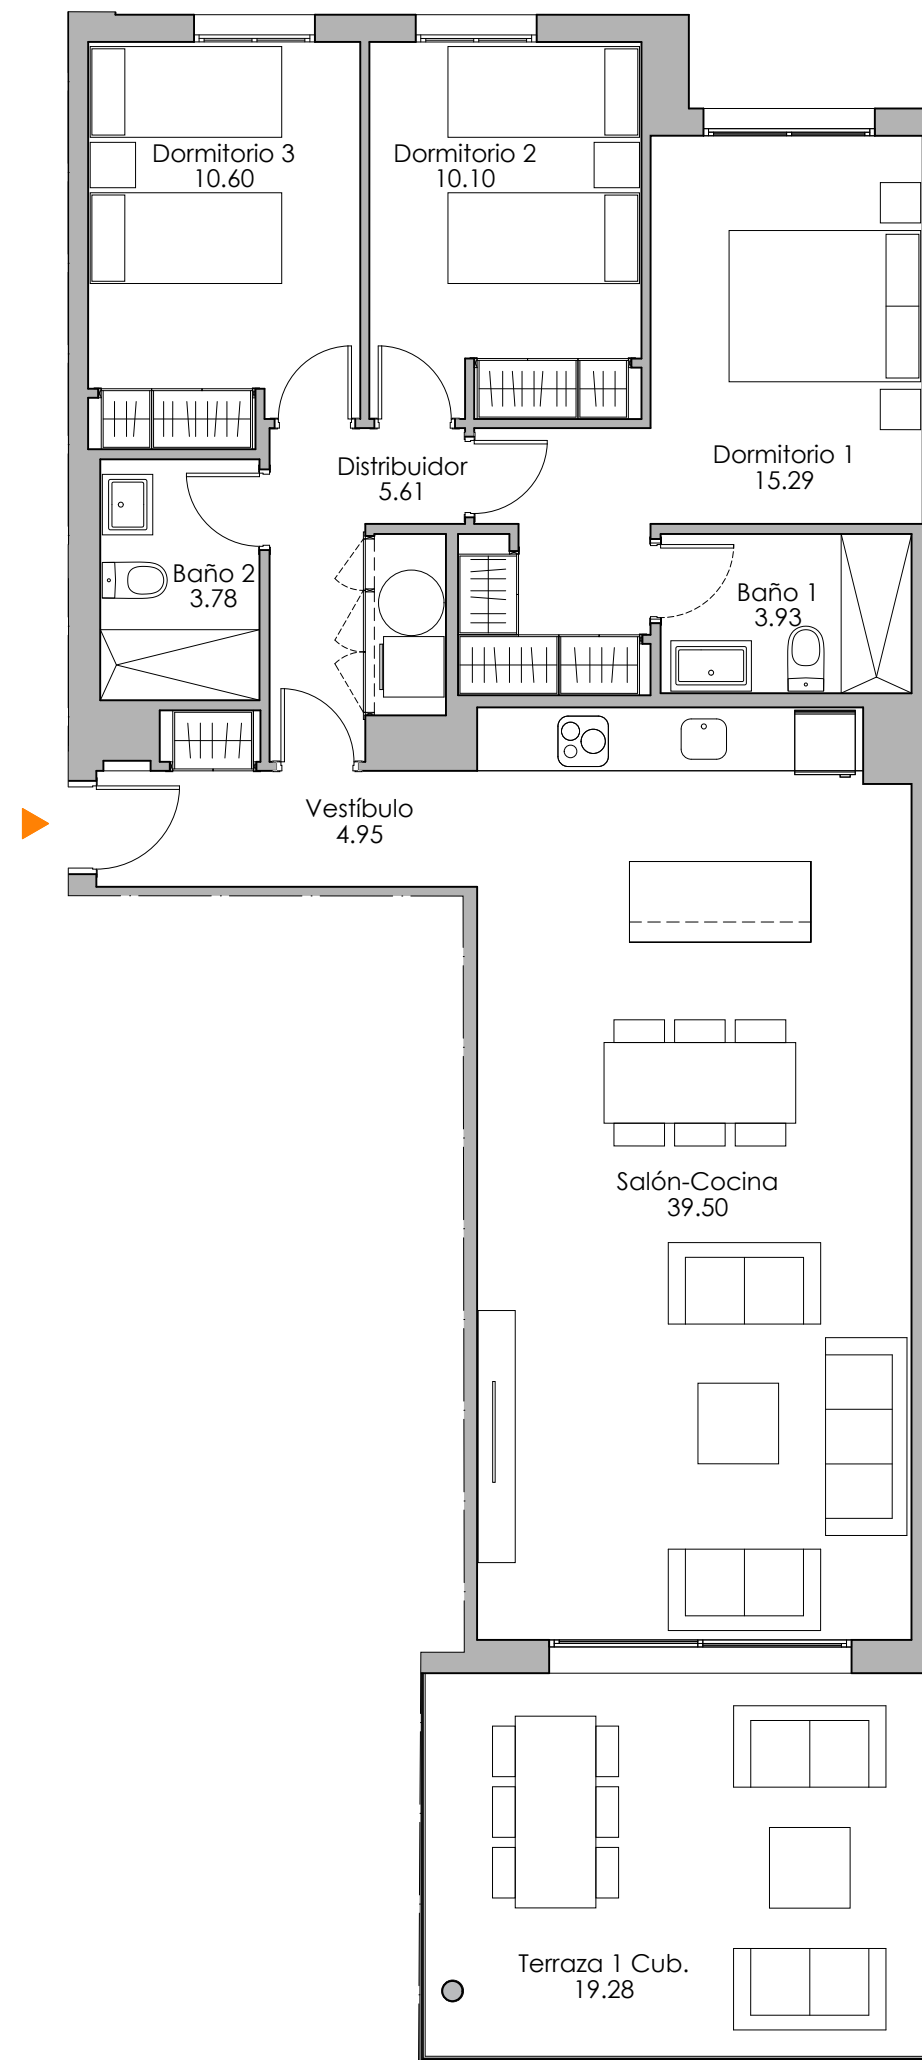 Dormitorio 3
10.60
Dormitorio 2
10.10
Dormitorio 1
15.29
Distribuidor
5.61
Baño 2
3.78
Baño 1
3.93
Vestíbulo
4.95
Salón-Cocina
39.50
Terraza 1 Cub.
19.28